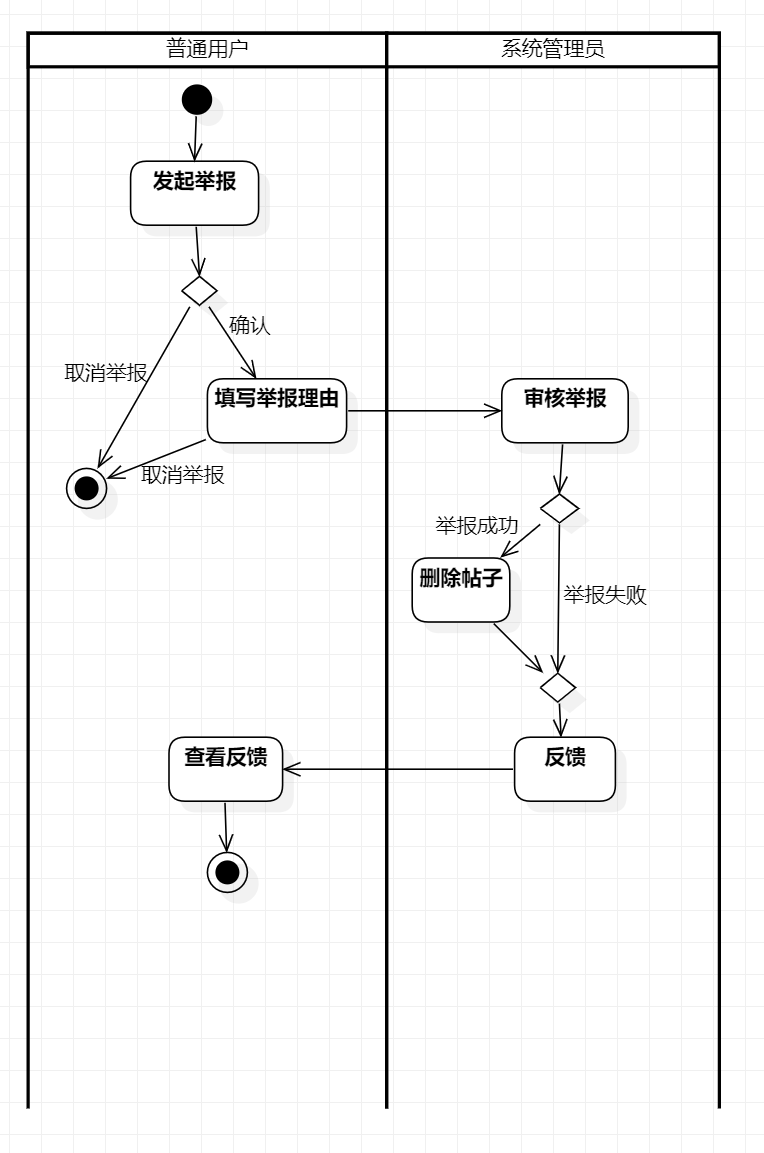 普通用户
系统管理员
发起举报
确认
取消举报
填写举报理由
审核举报
取消举报
举报成功
删除帖子
举报失败
查看反馈
反馈